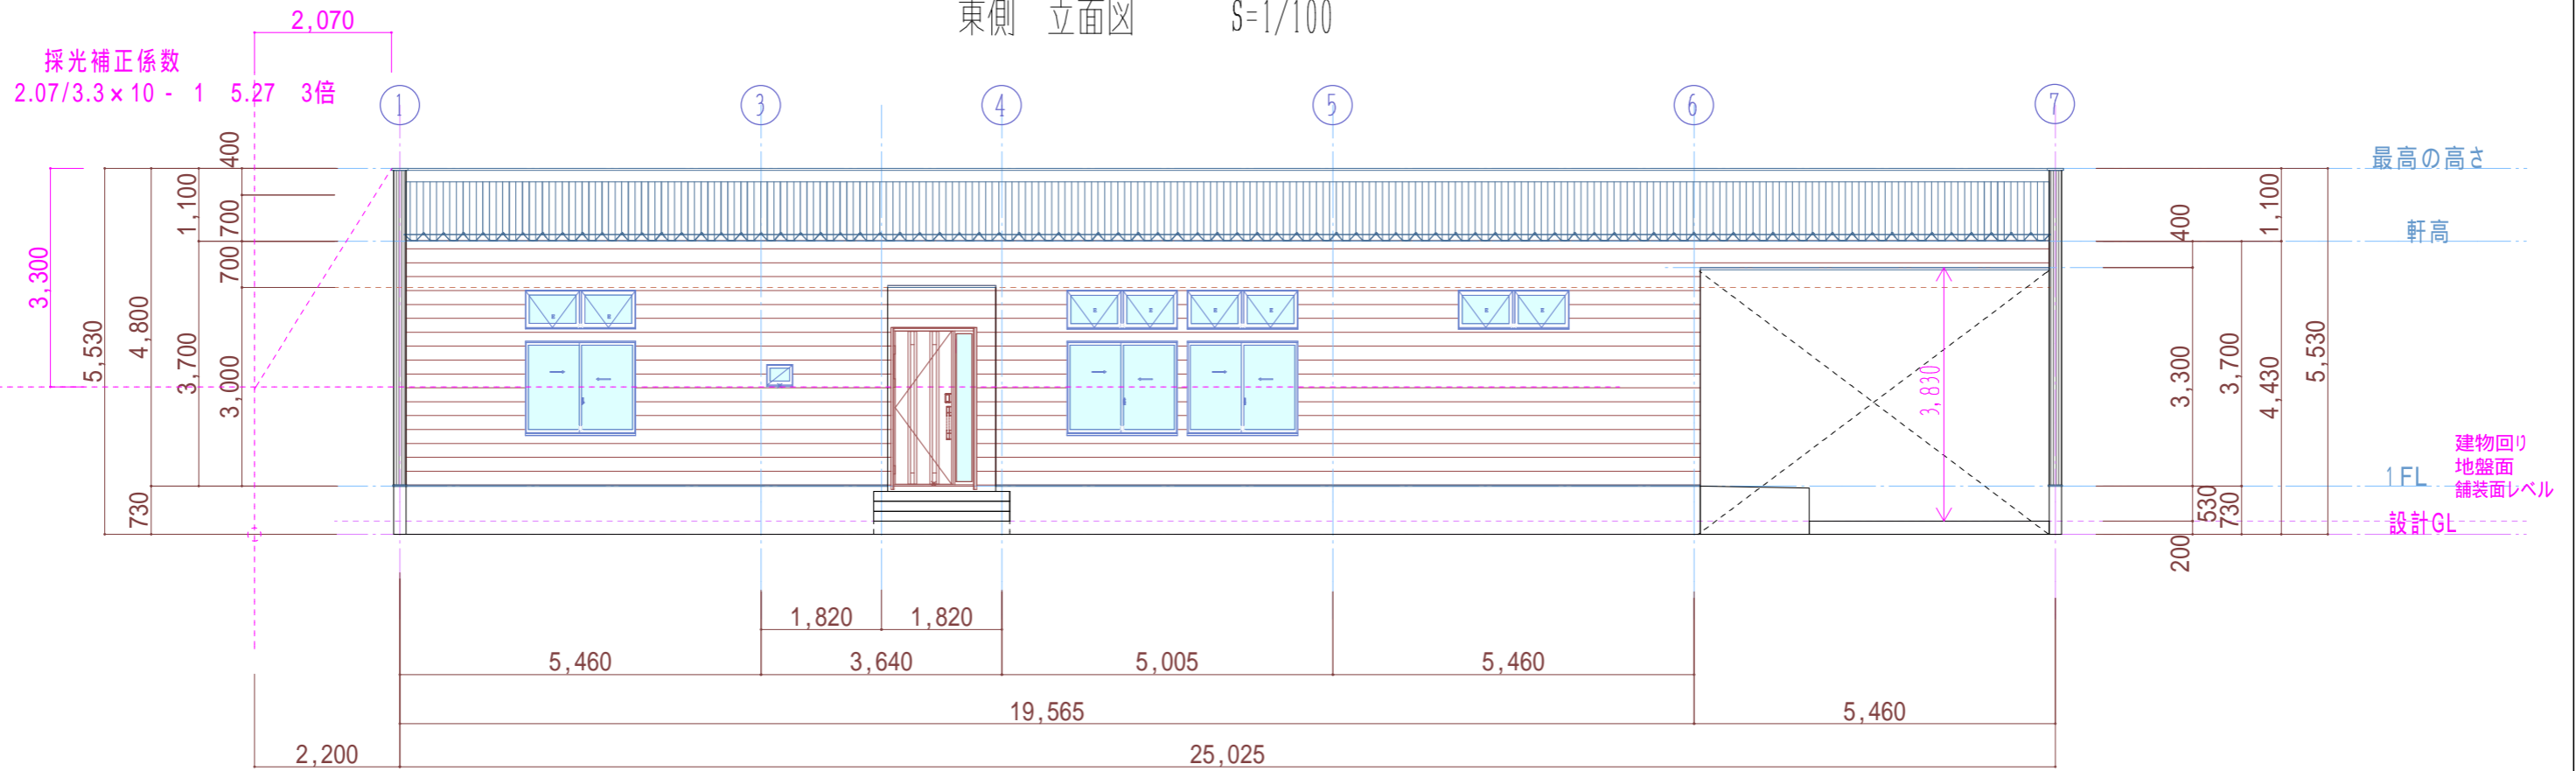 東側 立面図 S=1/100
2,070
採光補正係数
2.07/3.3×10 - 1 5.27 3倍
1 3 4 5 6 7
400
1,100
700
700
3,300
5,530
4,800
3,700
3,000
730
最高の高さ
軒高
1FL
建物回り
地盤面
舗装面レベル
設計GL
400
1,100
3,830
3,300
3,700
4,430
5,530
530
730
200
1,820 1,820
5,460 3,640 5,005 5,460
19,565 5,460
2,200 25,025